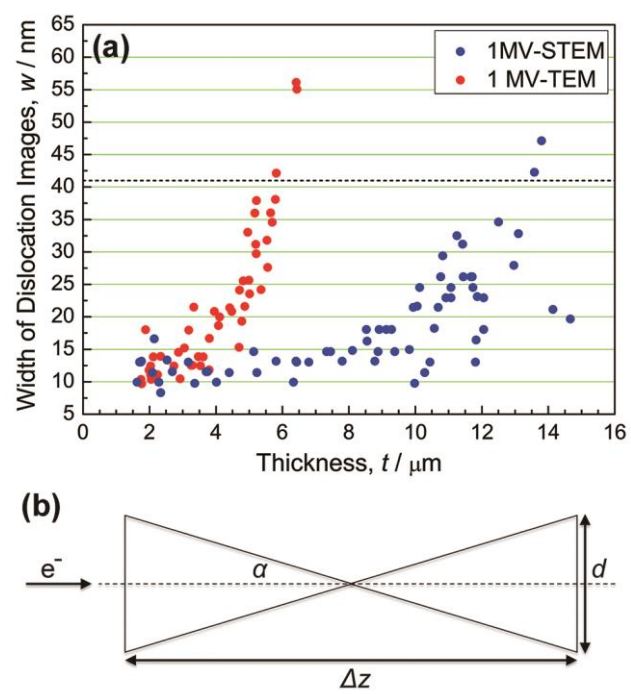 (a)
1MV-STEM
1 MV-TEM
Width of Dislocation Images, w / nm
65
60
55
50
45
40
35
30
25
20
15
10
5
0 2 4 6 8 10 12 14 16
Thickness, t / μm
(b)
e⁻
α
d
Δz